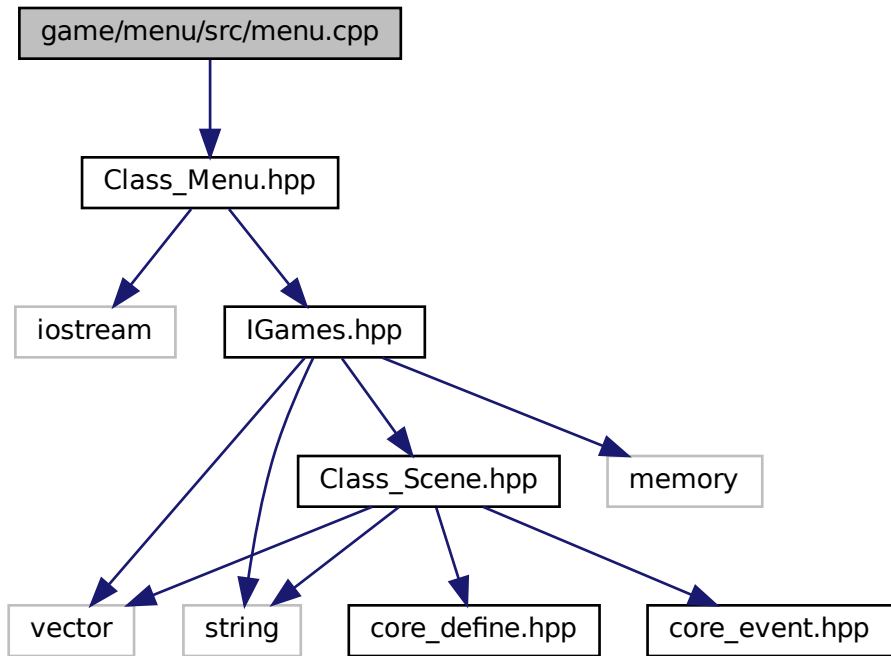 game/menu/src/menu.cpp
Class_Menu.hpp
iostream
IGames.hpp
Class_Scene.hpp
memory
vector
string
core_define.hpp
core_event.hpp